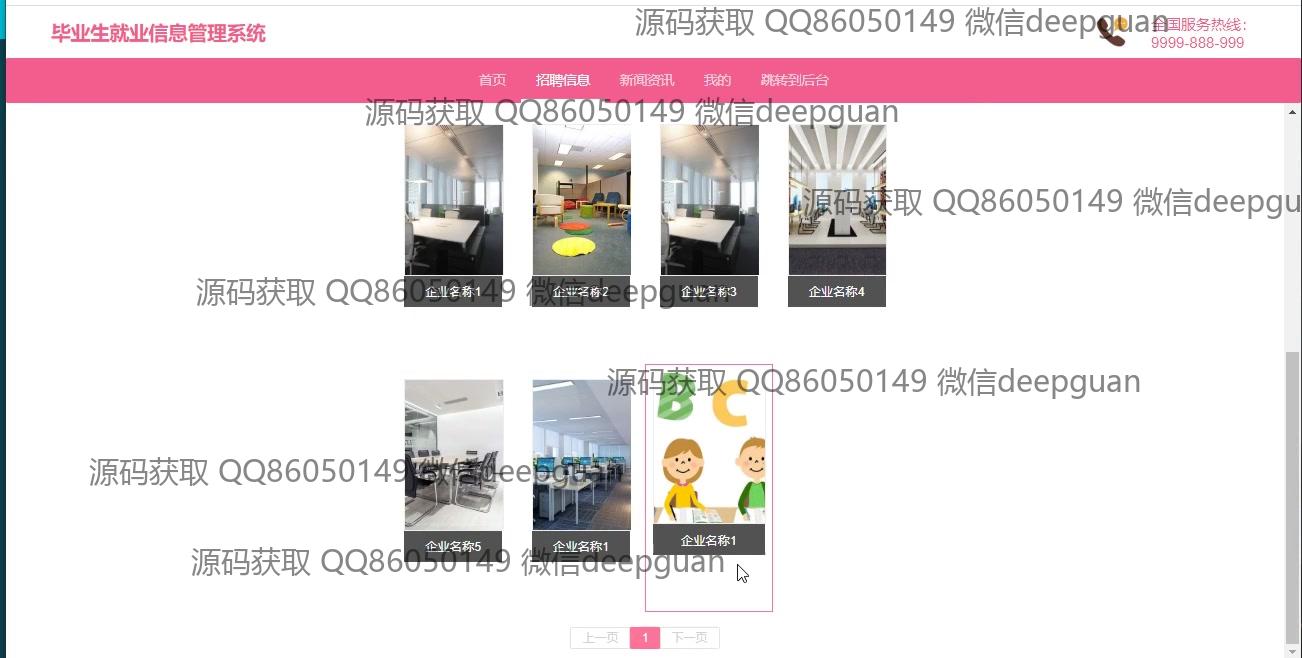 毕业生就业信息管理系统
源码获取 QQ86050149 微信deepguan
全国服务热线:
9999-888-999
首页 招聘信息 新闻资讯 我的 跳转到后台
源码获取 QQ86050149 微信deepguan
源码获取 QQ86050149 微信deepgu
源码获取 QQ86050149 微信deepguan
企业名称1 企业名称2 企业名称3 企业名称4
源码获取 QQ86050149 微信deepguan
B C
源码获取 QQ86050149 微信deepguan
企业名称5 企业名称1 企业名称1
源码获取 QQ86050149 微信deepguan
上一页 1 下一页